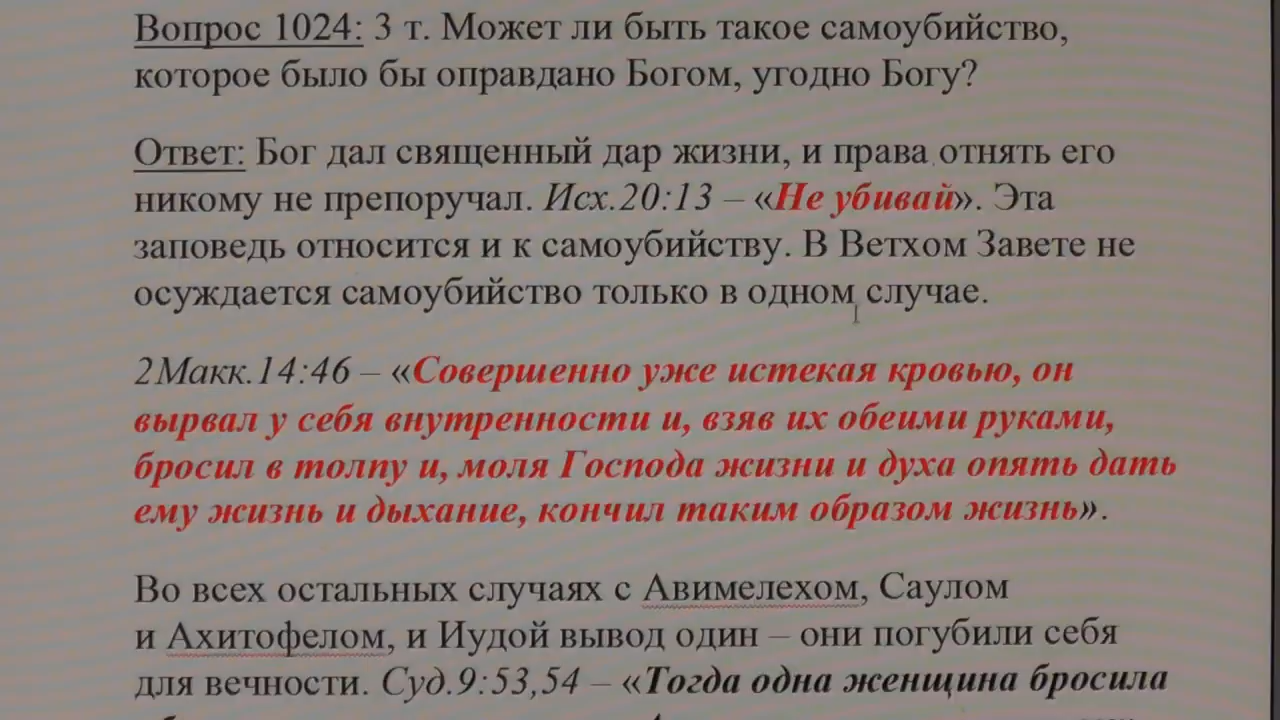 Вопрос 1024: 3 т. Может ли быть такое самоубийство,
которое было бы оправдано Богом, угодно Богу?
Ответ: Бог дал священный дар жизни, и права отнять его
никому не препоручал. Исх.20:13 – «Не убивай». Эта
заповедь относится и к самоубийству. В Ветхом Завете не
осуждается самоубийство только в одном случае.
2Макк.14:46 – «Совершенно уже истекая кровью, он
вырвал у себя внутренности и, взяв их обеими руками,
бросил в толпу и, моля Господа жизни и духа опять дать
ему жизнь и дыхание, кончил таким образом жизнь».
Во всех остальных случаях с Авимелехом, Саулом
и Ахитофелом, и Иудой вывод один – они погубили себя
для вечности. Суд.9:53,54 – «Тогда одна женщина бросила